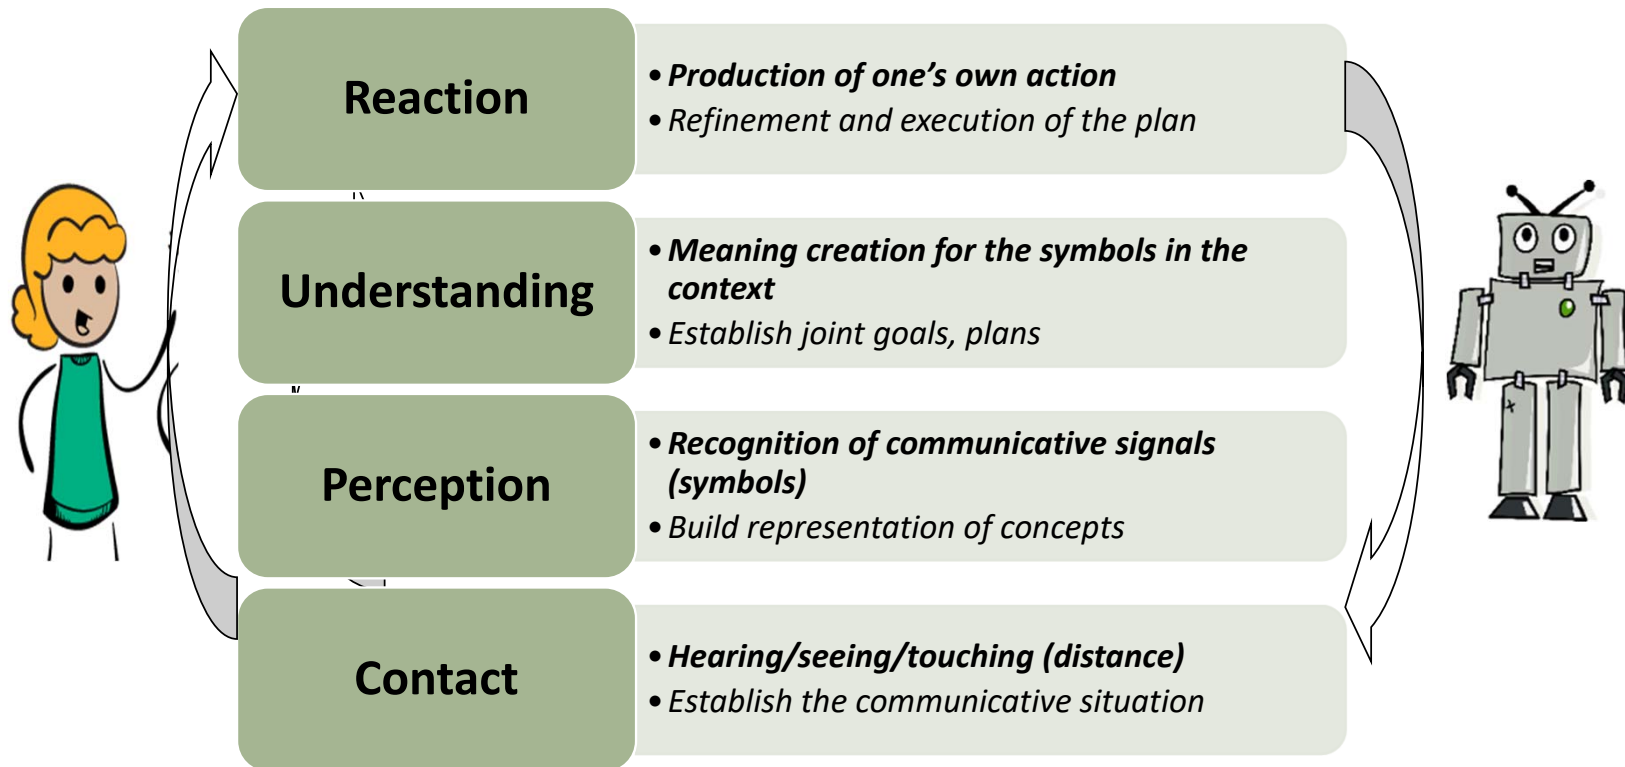 Reaction
• Production of one’s own action
• Refinement and execution of the plan
Understanding
• Meaning creation for the symbols in the
context
• Establish joint goals, plans
Perception
• Recognition of communicative signals
(symbols)
• Build representation of concepts
Contact
• Hearing/seeing/touching (distance)
• Establish the communicative situation